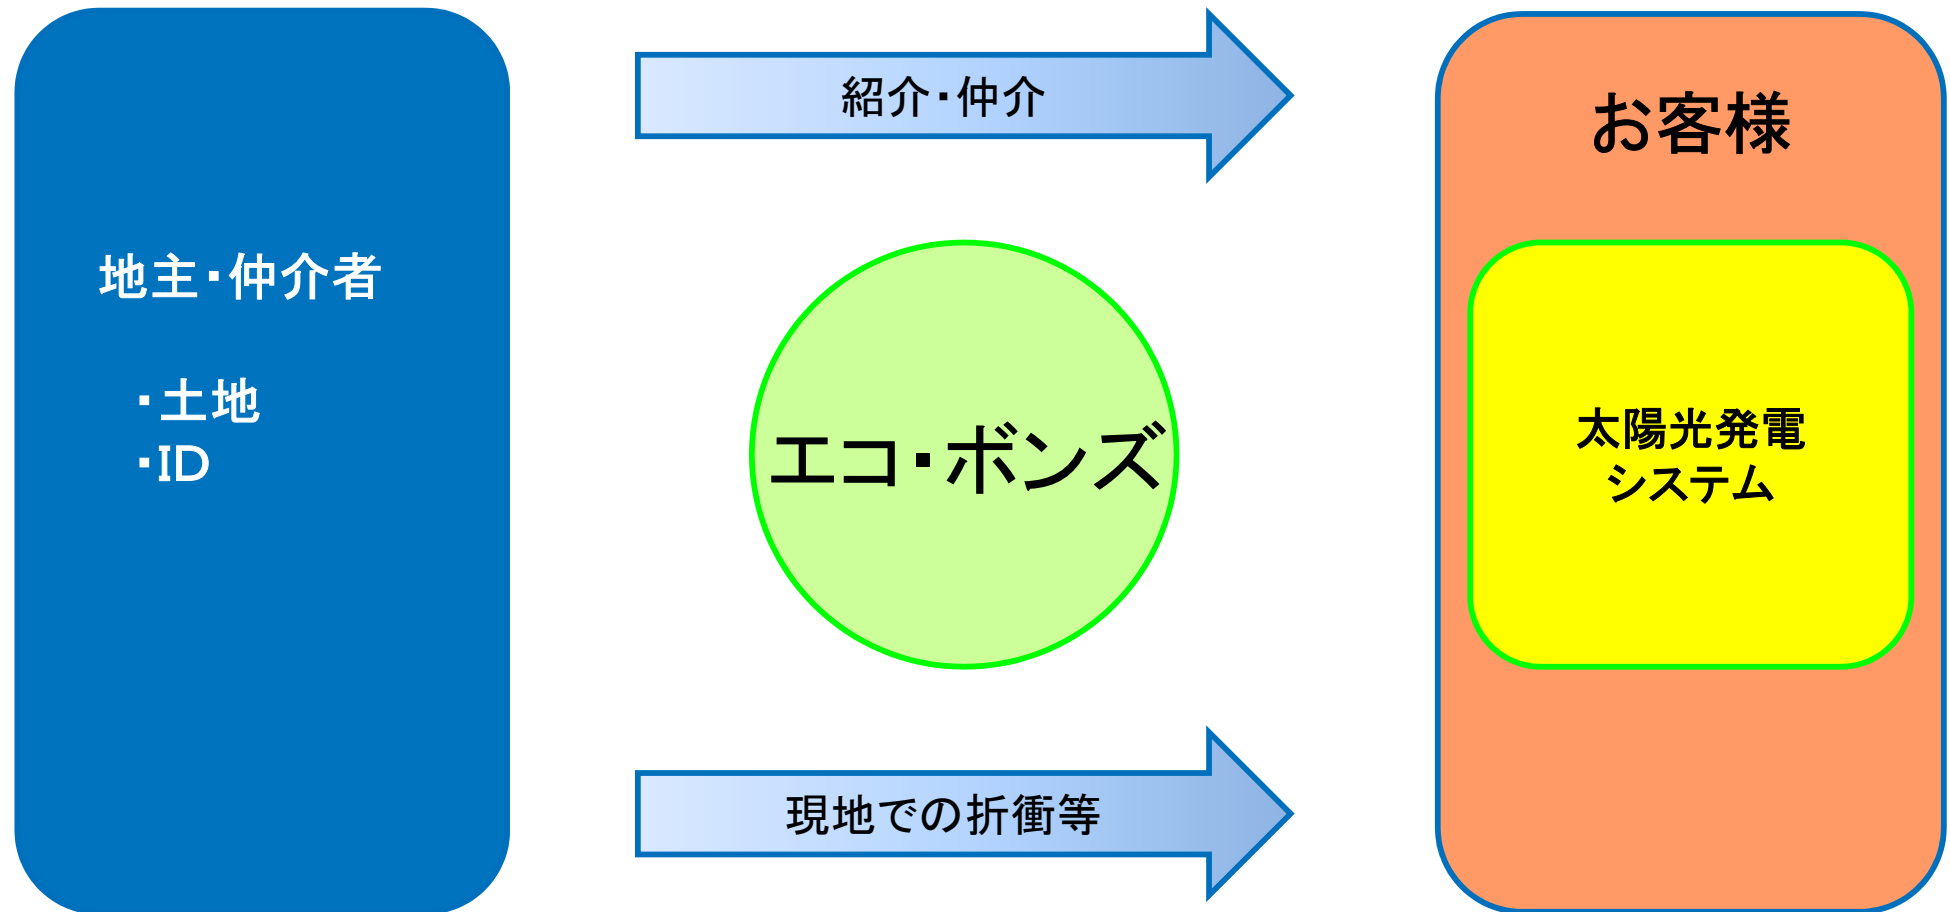 紹介・仲介
お客様
地主・仲介者
・土地
・ID
エコ・ボンズ
太陽光発電
システム
現地での折衝等